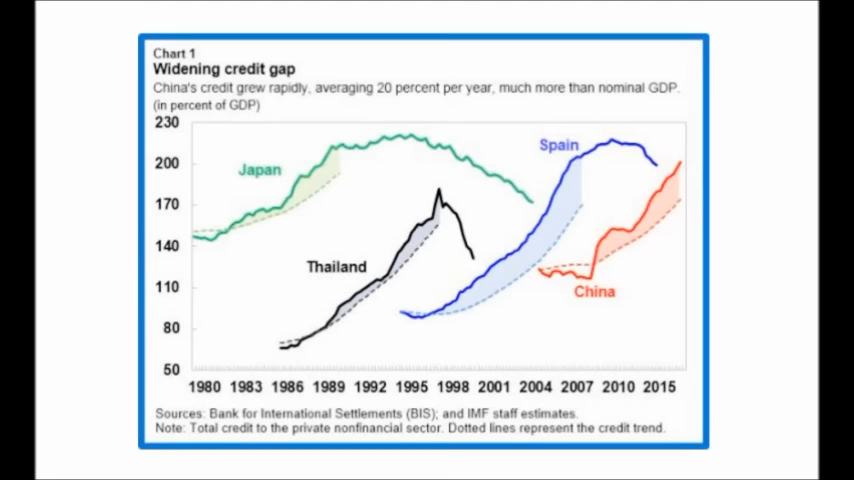 Chart 1
Widening credit gap
China's credit grew rapidly, averaging 20 percent per year, much more than nominal GDP.
(in percent of GDP)
230
200
170
140
110
80
50
Japan
Thailand
Spain
China
1980 1983 1986 1989 1992 1995 1998 2001 2004 2007 2010 2015
Sources: Bank for International Settlements (BIS); and IMF staff estimates.
Note: Total credit to the private nonfinancial sector. Dotted lines represent the credit trend.